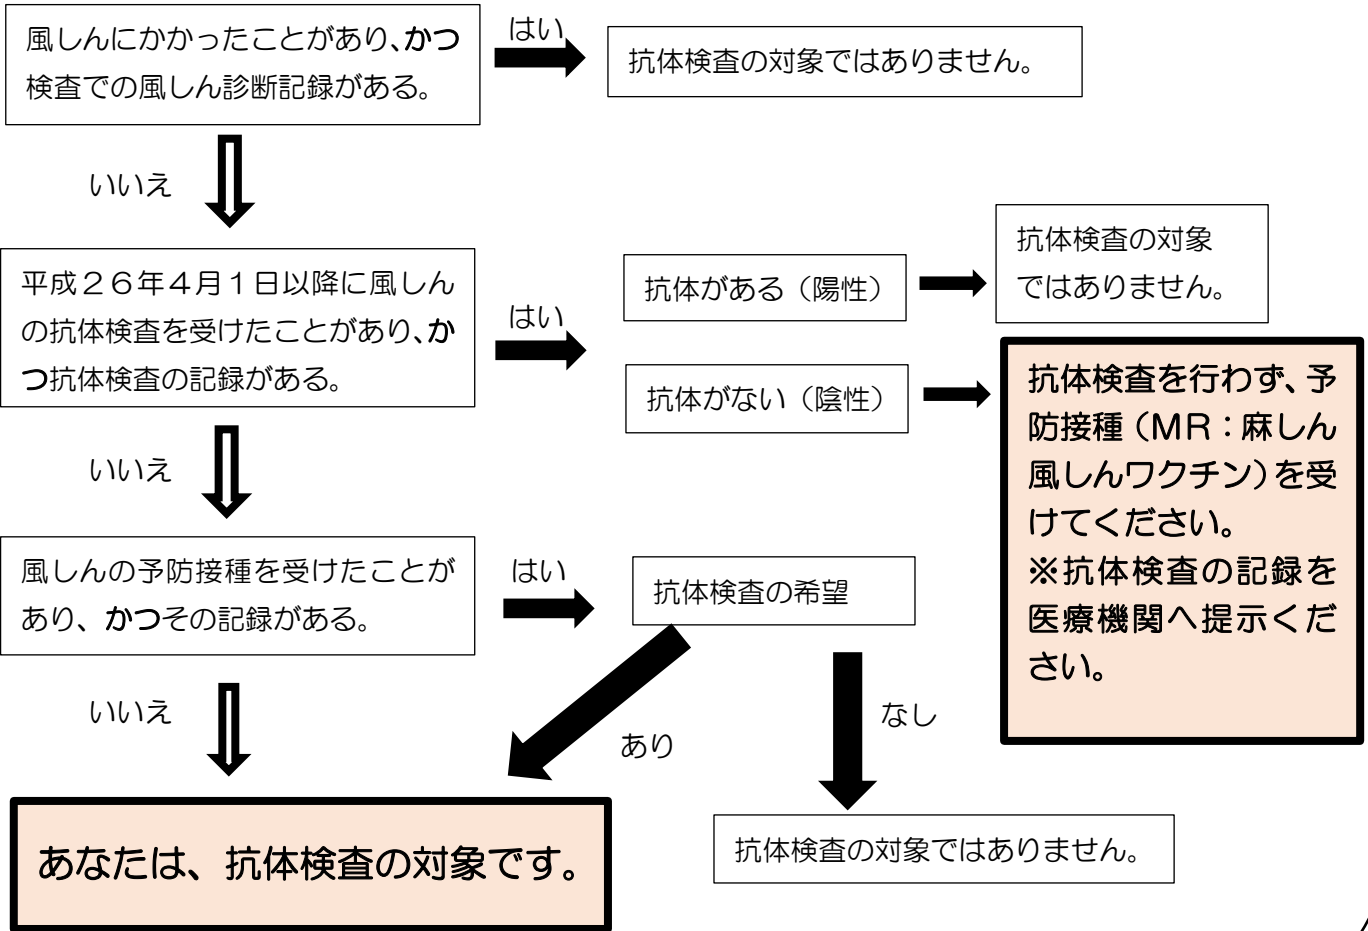 風しんにかかったことがあり、かつ
検査での風しん診断記録がある。
はい
抗体検査の対象ではありません。
いいえ
平成２６年４月１日以降に風しん
の抗体検査を受けたことがあり、か
つ抗体検査の記録がある。
はい
抗体がある（陽性）
抗体検査の対象
ではありません。
抗体がない（陰性）
抗体検査を行わず、予
防接種（ＭＲ：麻しん
風しんワクチン）を受
けてください。
※抗体検査の記録を
医療機関へ提示くだ
さい。
いいえ
風しんの予防接種を受けたことが
あり、かつその記録がある。
はい
抗体検査の希望
いいえ
あり
なし
あなたは、抗体検査の対象です。
抗体検査の対象ではありません。